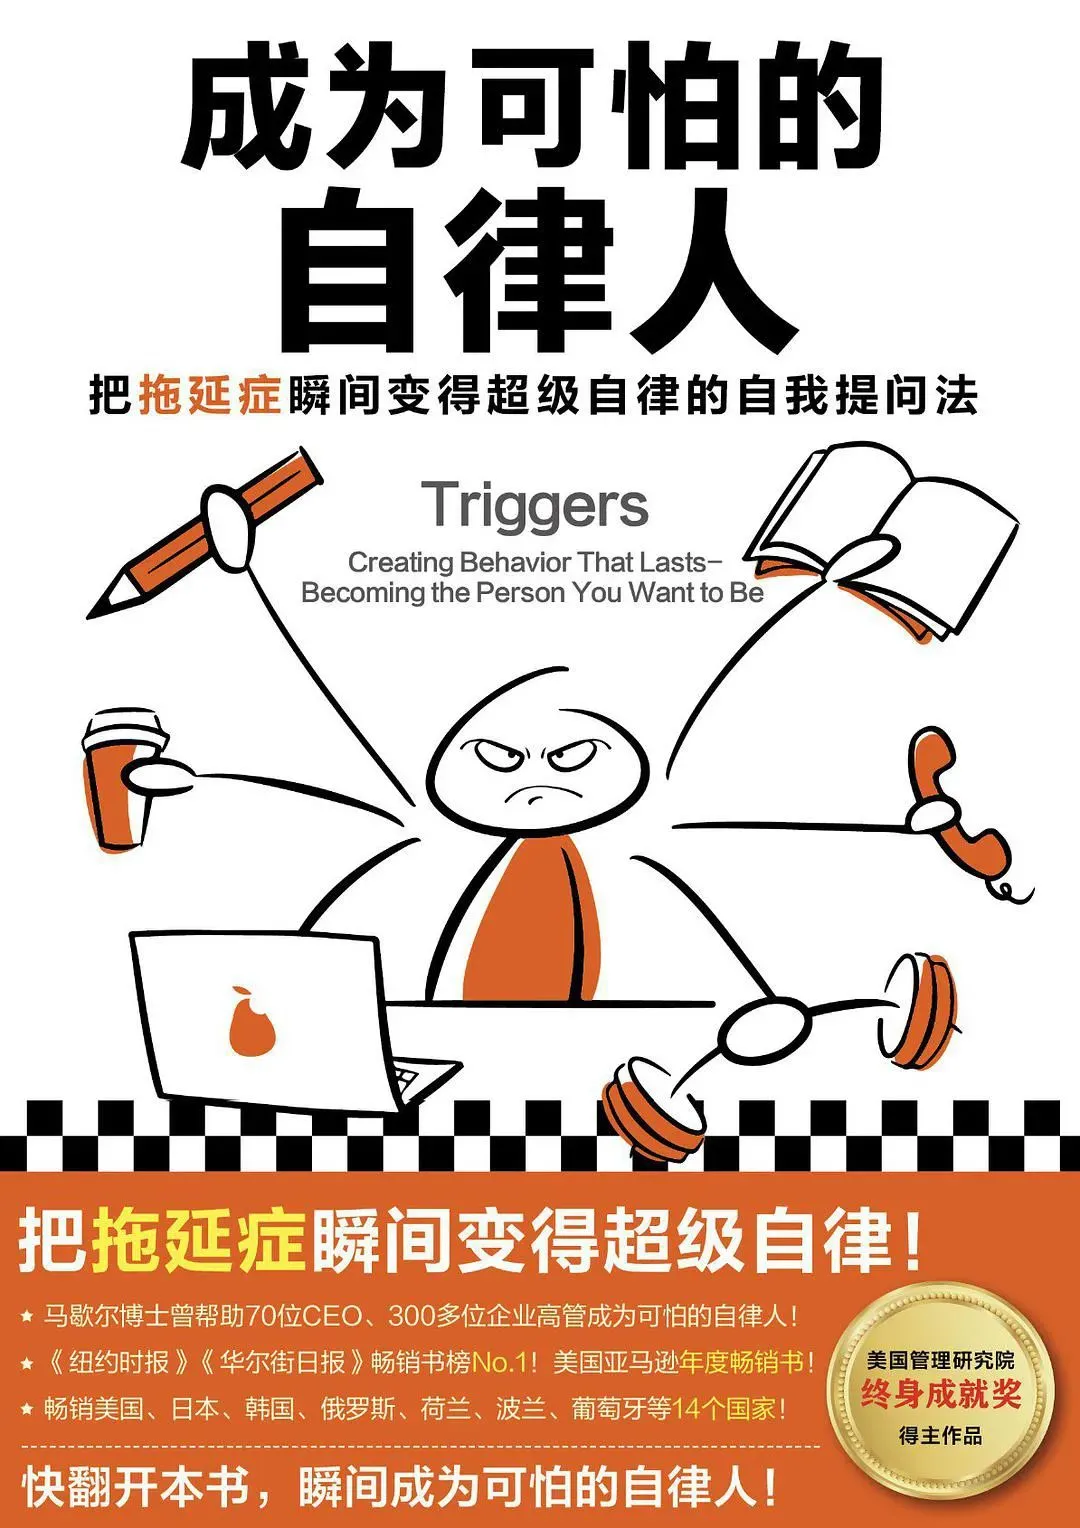 成为可怕的
自律人
把拖延症瞬间变得超级自律的自我提问法
Triggers
Creating Behavior That Lasts–
Becoming the Person You Want to Be
把拖延症瞬间变得超级自律！
★ 马歇尔博士曾帮助70位CEO、300多位企业高管成为可怕的自律人！
★ 《纽约时报》《华尔街日报》畅销书榜No.1！美国亚马逊年度畅销书！
★ 畅销美国、日本、韩国、俄罗斯、荷兰、波兰、葡萄牙等14个国家！
美国管理研究院
终身成就奖
得主作品
快翻开本书，瞬间成为可怕的自律人！